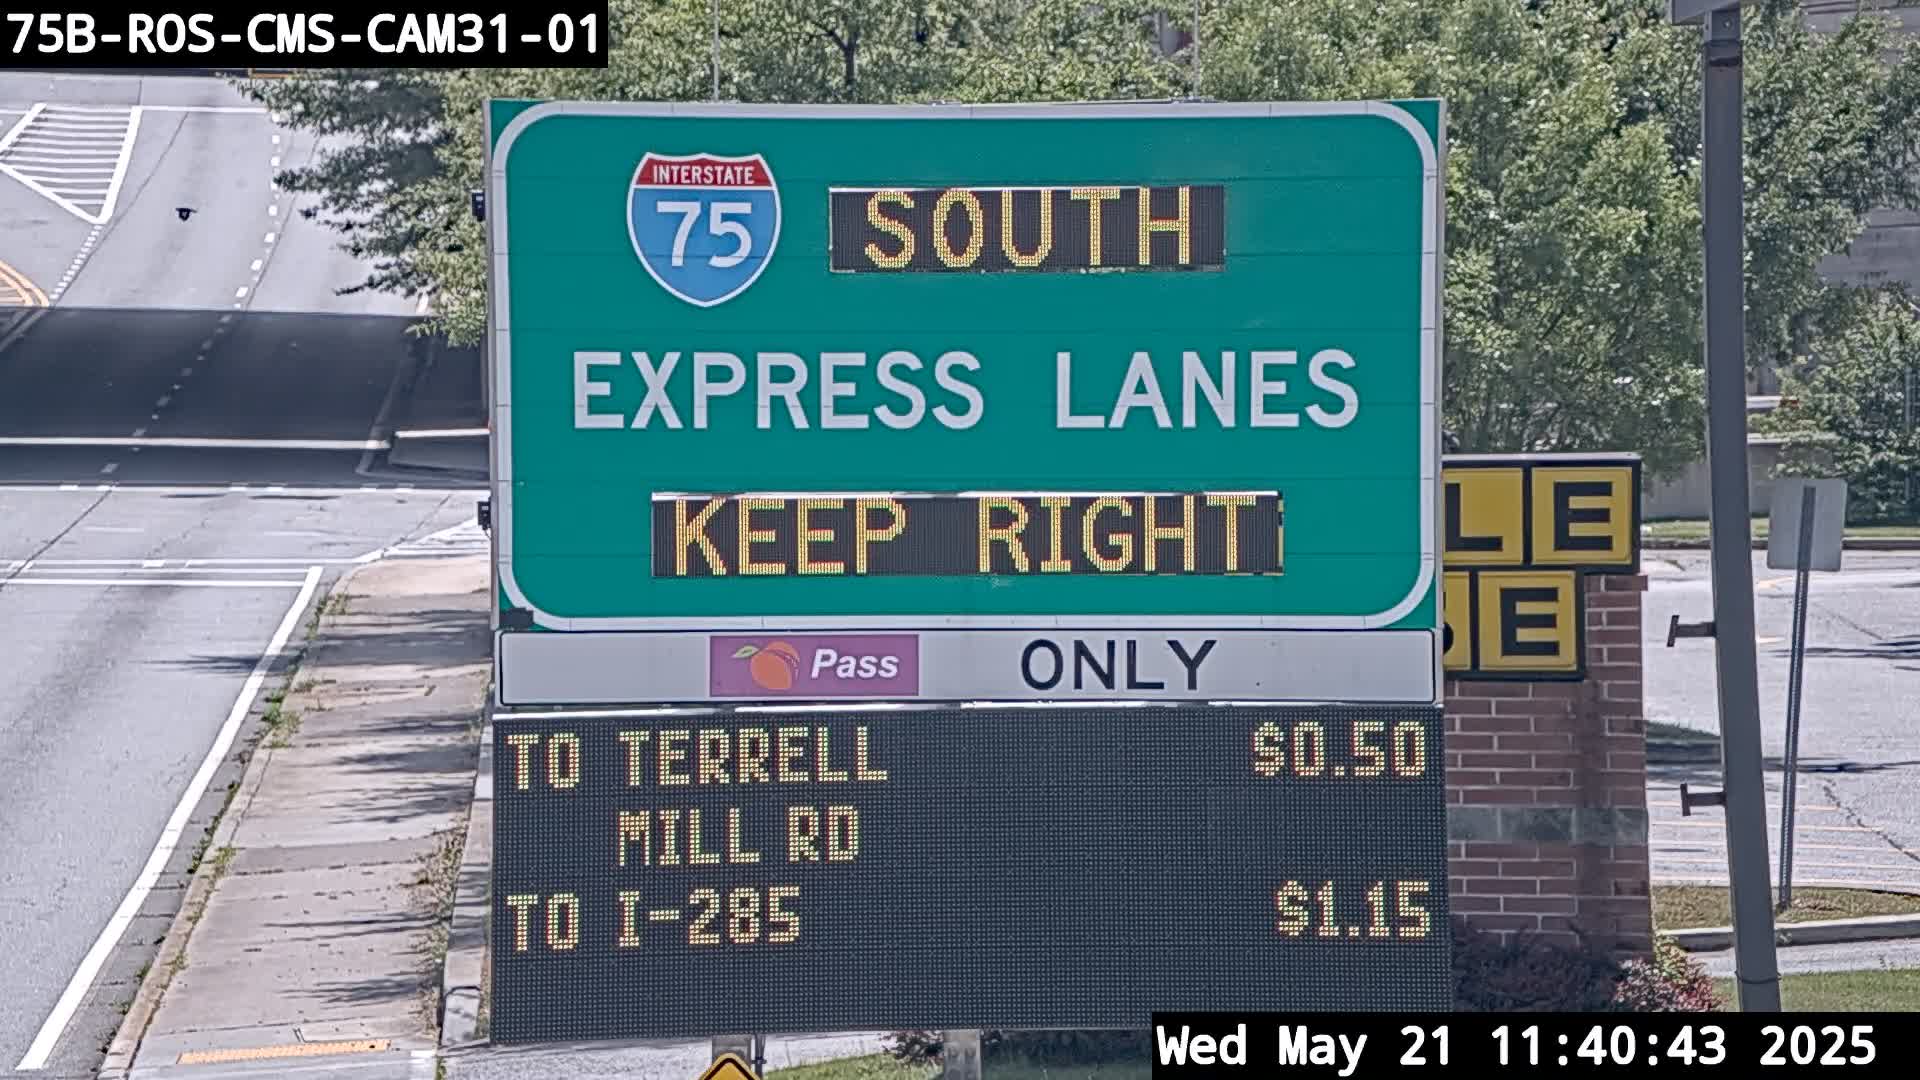 75B-ROS-CMS-CAM31-01
INTERSTATE
75
SOUTH
EXPRESS LANES
KEEP RIGHT
LE
E
Pass ONLY
TO TERRELL $0.50
MILL RD
TO I-285 $1.15
Wed May 21 11:40:43 2025